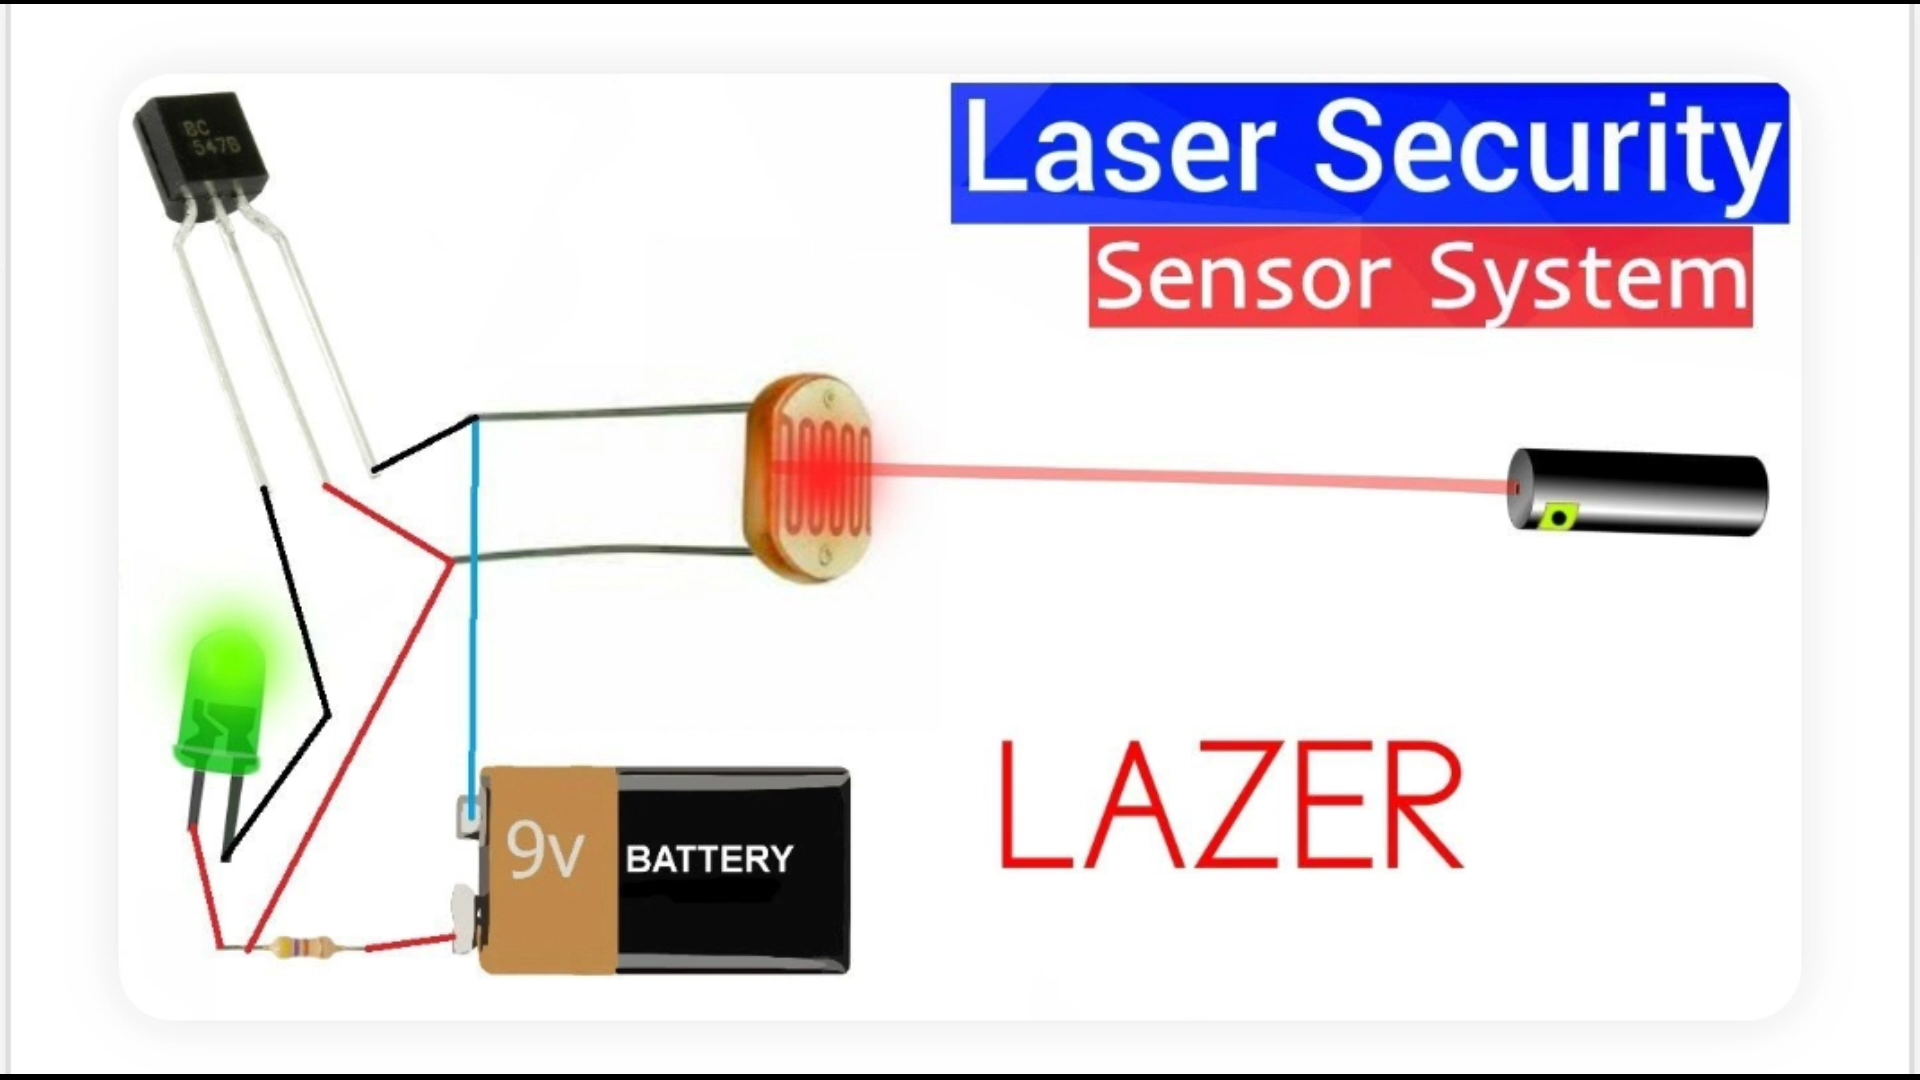 BC
547B
Laser Security
Sensor System
9v
BATTERY
LAZER